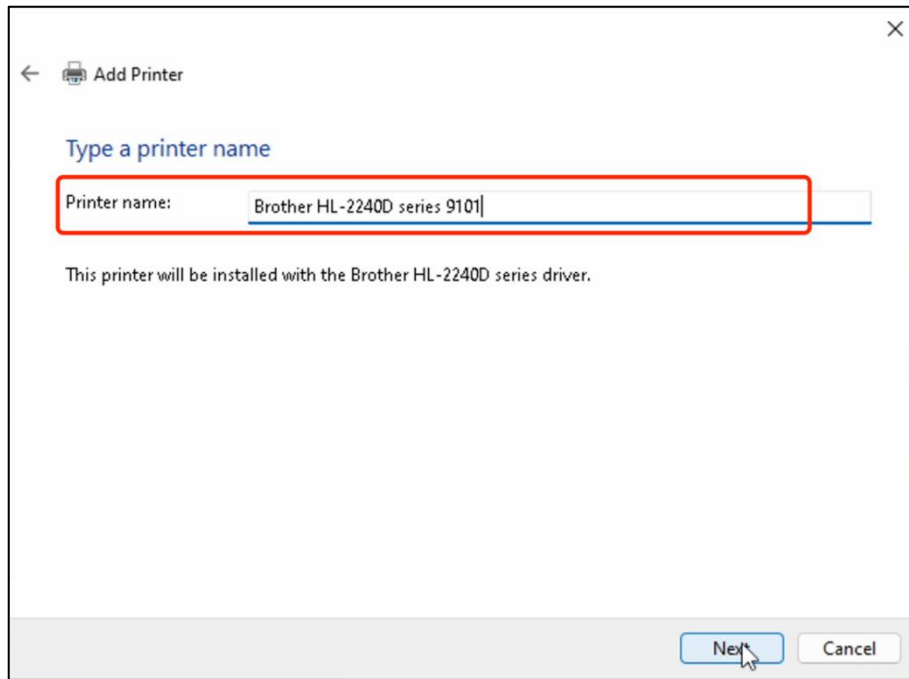 Add Printer
Type a printer name
Printer name: Brother HL-2240D series 9101
This printer will be installed with the Brother HL-2240D series driver.
Next Cancel